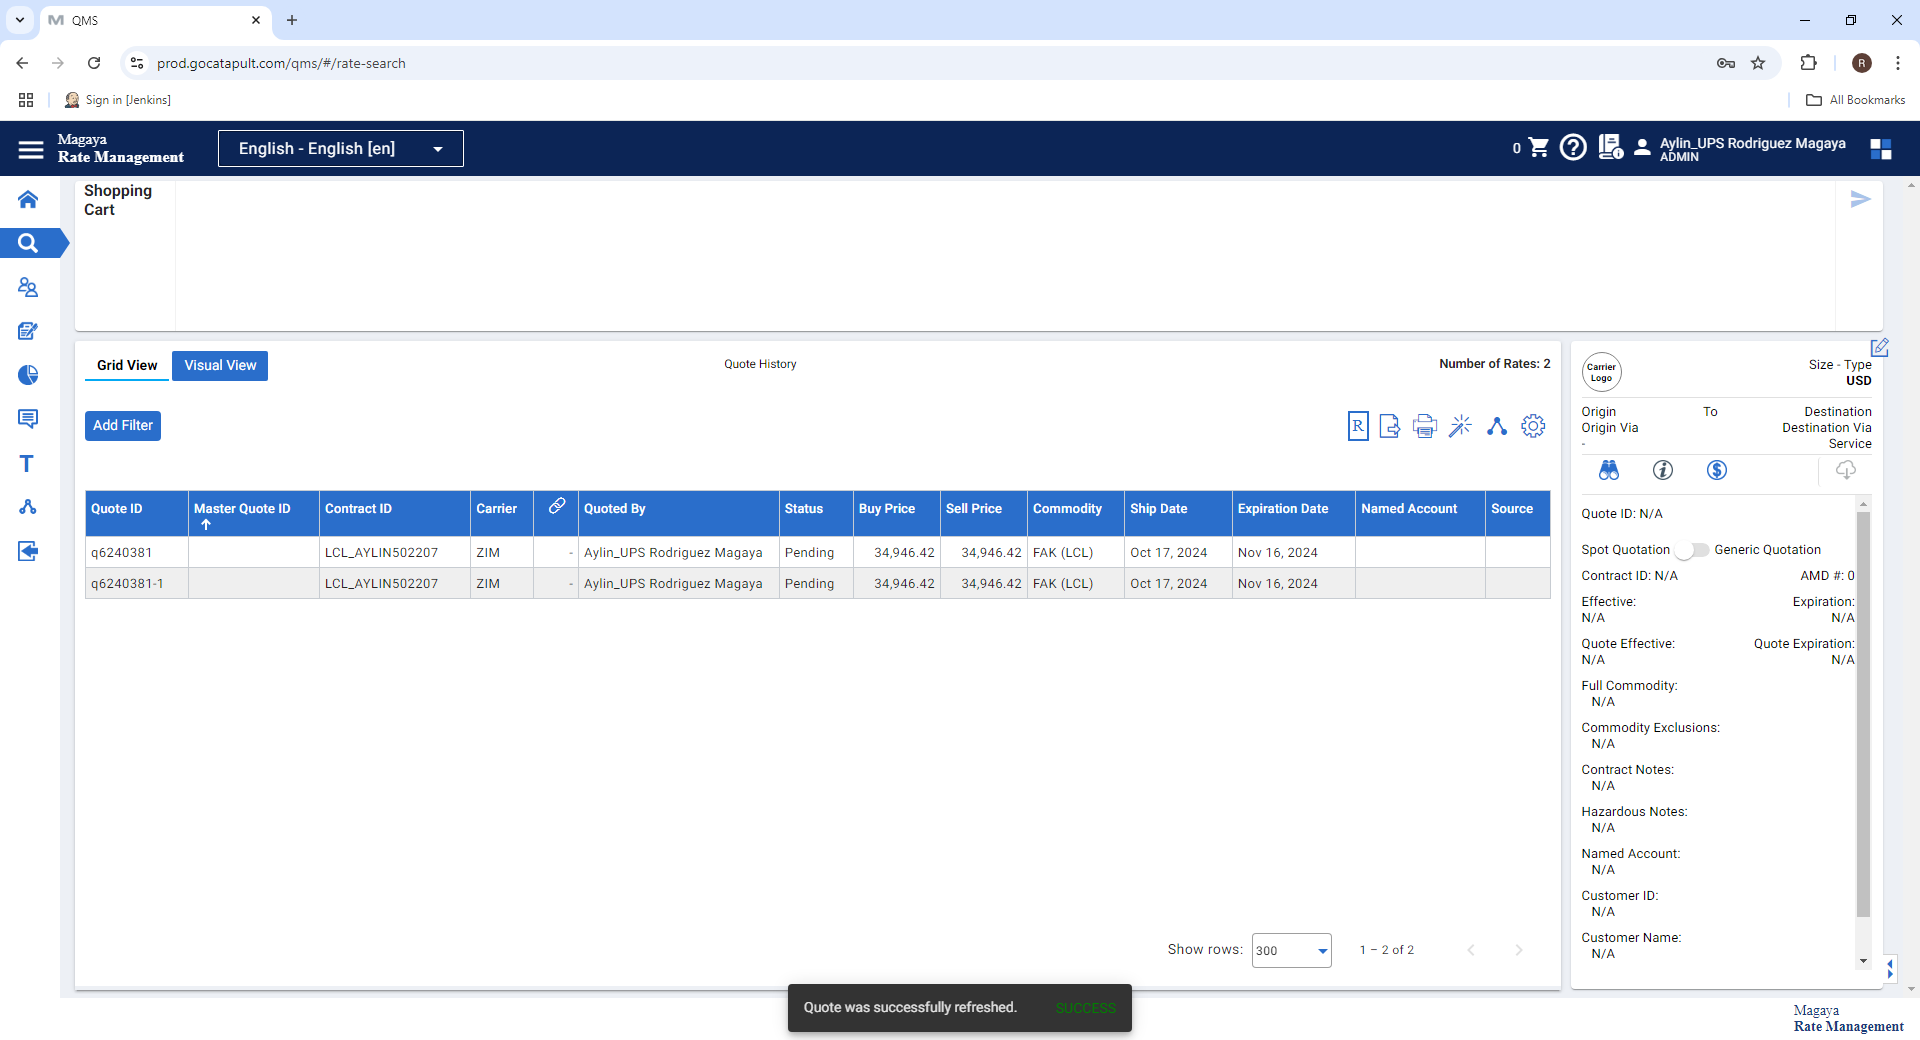 QMS
prod.gocatapult.com/qms/#/rate-search
R
Sign in [Jenkins]
All Bookmarks
Magaya
Rate Management
English - English [en]
0
Aylin_UPS Rodriguez Magaya
ADMIN
Shopping
Cart
Grid View
Visual View
Quote History
Number of Rates: 2
Add Filter
R
Quote ID Master Quote ID Contract ID Carrier Quoted By Status Buy Price Sell Price Commodity Ship Date Expiration Date Named Account Source
q6240381 LCL_AYLIN502207 ZIM - Aylin_UPS Rodriguez Magaya Pending 34,946.42 34,946.42 FAK (LCL) Oct 17, 2024 Nov 16, 2024
q6240381-1 LCL_AYLIN502207 ZIM - Aylin_UPS Rodriguez Magaya Pending 34,946.42 34,946.42 FAK (LCL) Oct 17, 2024 Nov 16, 2024
Show rows: 300 1 – 2 of 2
Carrier
Logo
Size - Type
USD
Origin To Destination
Origin Via Destination Via
- Service
Quote ID: N/A
Spot Quotation Generic Quotation
Contract ID: N/A AMD #: 0
Effective: Expiration:
N/A N/A
Quote Effective: Quote Expiration:
N/A N/A
Full Commodity:
N/A
Commodity Exclusions:
N/A
Contract Notes:
N/A
Hazardous Notes:
N/A
Named Account:
N/A
Customer ID:
N/A
Customer Name:
N/A
Quote was successfully refreshed. SUCCESS
Magaya
Rate Management